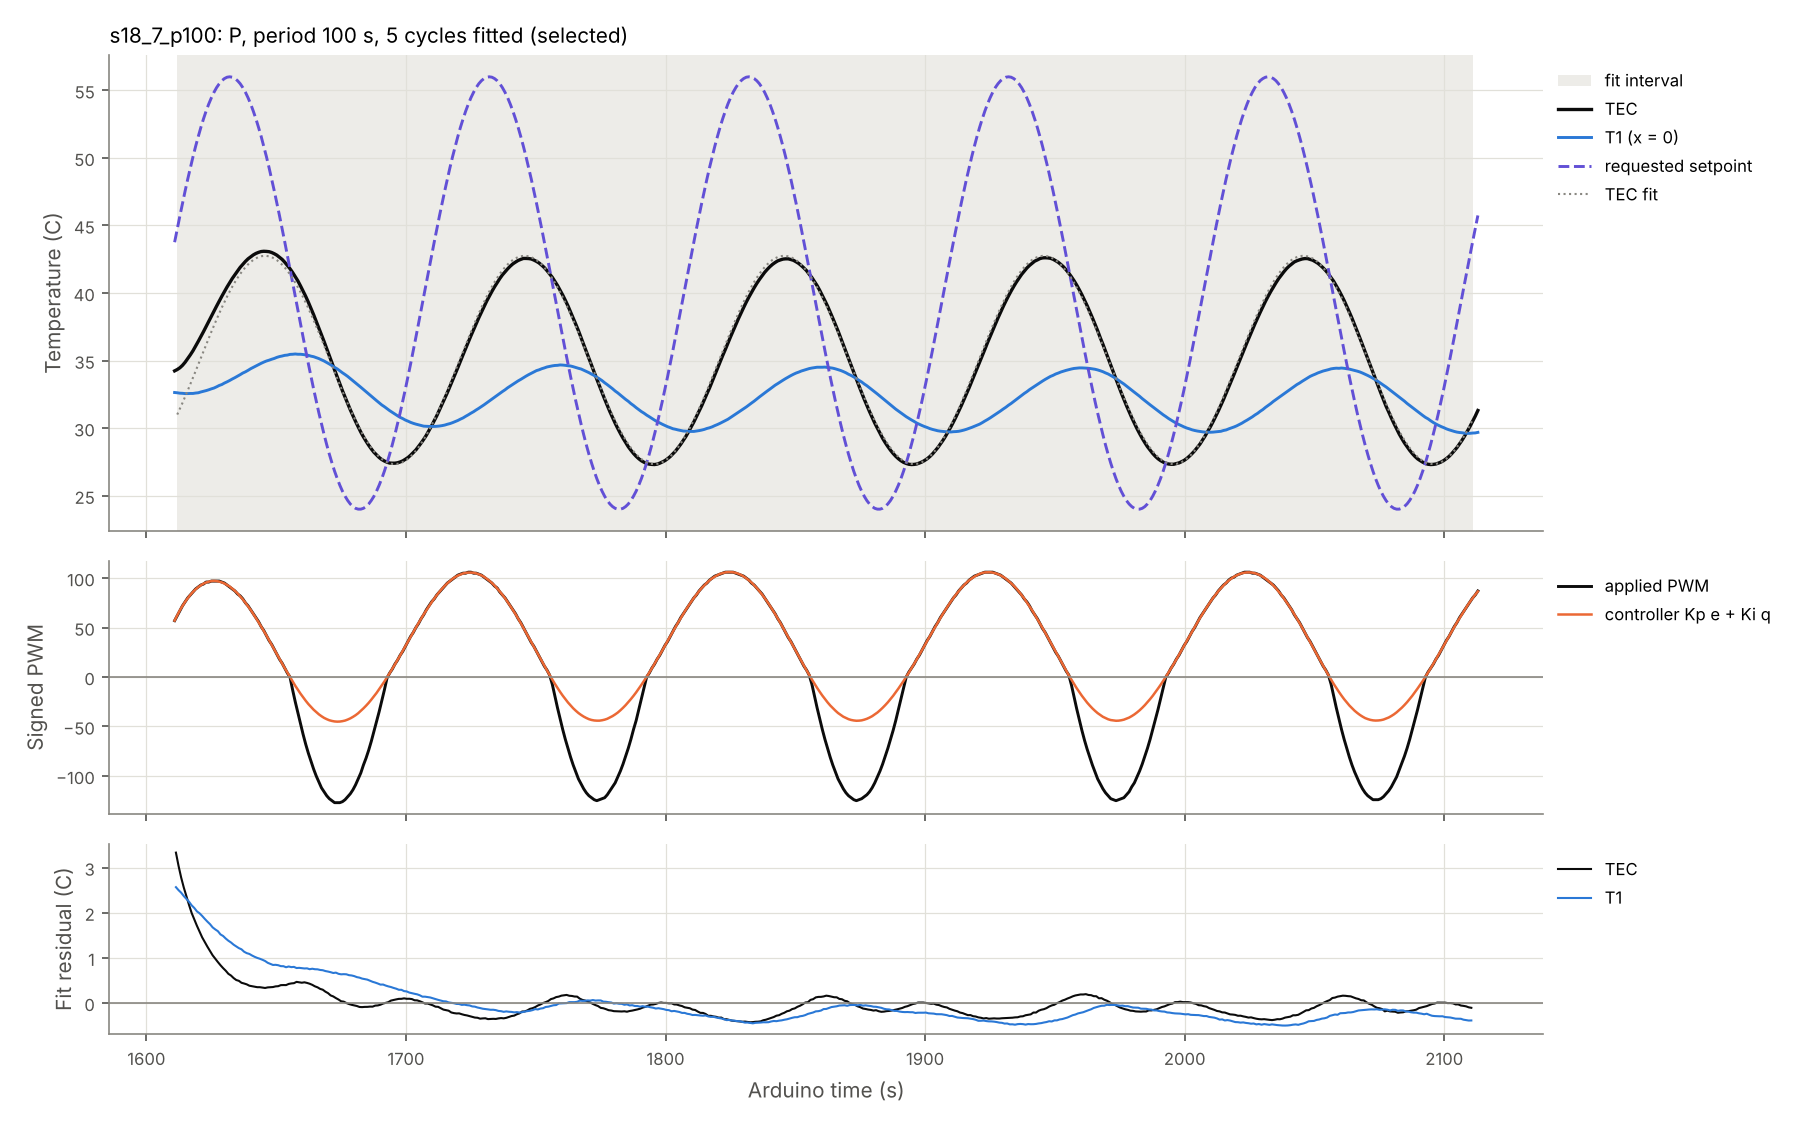 s18_7_p100: P, period 100 s, 5 cycles fitted (selected)
Temperature (C)
55
50
45
40
35
30
25
fit interval
TEC
T1 (x = 0)
requested setpoint
TEC fit
Signed PWM
100
50
0
−50
−100
applied PWM
controller Kp e + Ki q
Fit residual (C)
3
2
1
0
TEC
T1
1600 1700 1800 1900 2000 2100
Arduino time (s)